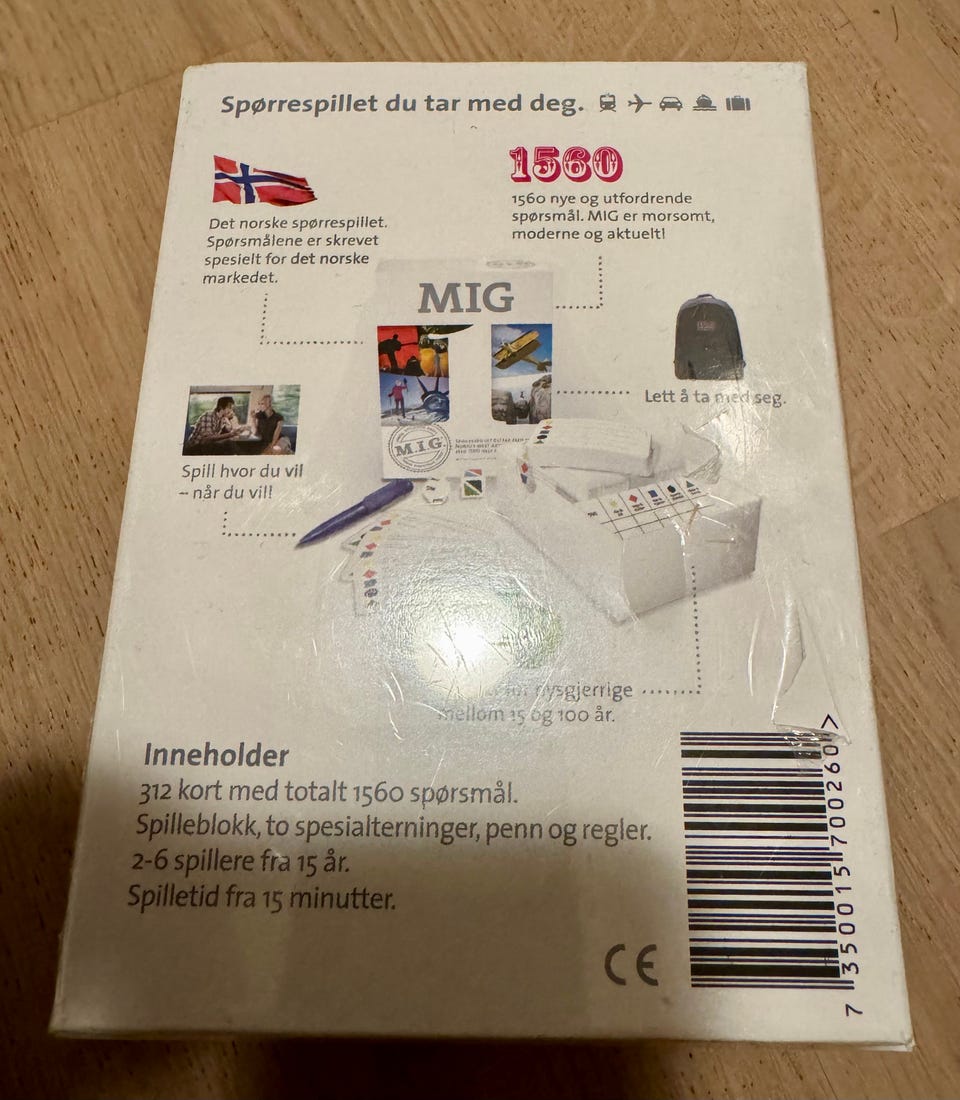 Spørrespillet du tar med deg.
1560
1560 nye og utfordrende
spørsmål. MIG er morsomt,
moderne og aktuelt!
Det norske spørrespillet.
Spørsmålene er skrevet
spesielt for det norske
markedet.
MIG
M.I.G.
Lett å ta med seg.
Spill hvor du vil
– når du vil!
for nysgjerrige
mellom 15 og 100 år.
Inneholder
312 kort med totalt 1560 spørsmål.
Spilleblokk, to spesialterninger, penn og regler.
2-6 spillere fra 15 år.
Spilletid fra 15 minutter.
CE
7 350015 700260 >